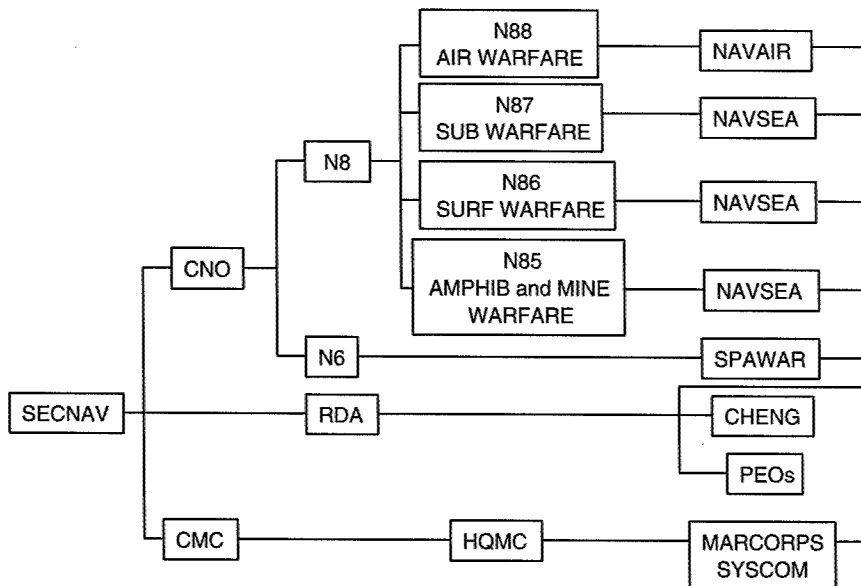 N88
AIR WARFARE
NAVAIR
N87
SUB WARFARE
NAVSEA
N8
N86
SURF WARFARE
NAVSEA
CNO
N85
AMPHIB and MINE
WARFARE
NAVSEA
N6
SPAWAR
SECNAV
RDA
CHENG
PEOs
CMC
HQMC
MARCORPS
SYSCOM